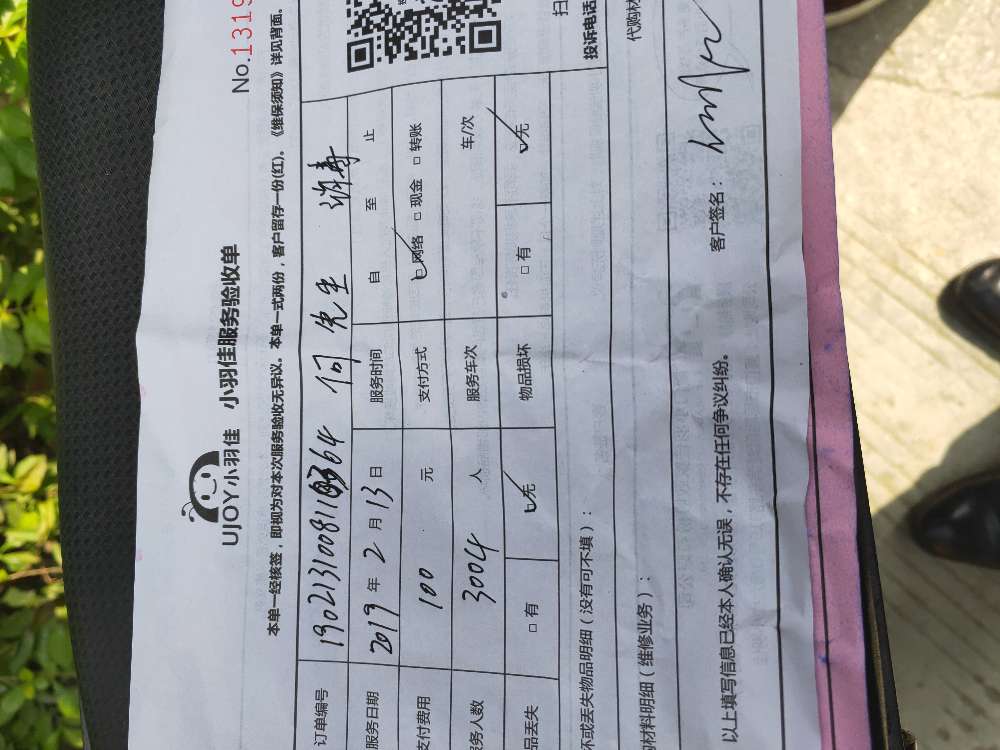 No.1319
UJOY小羽佳 小羽佳服务验收单
本单一经核签，即视为对本次服务验收无异议。本单一式两份，客户留存一份(红)。《维保须知》详见背面。
订单编号 何先生 消毒
服务日期 2019 年 2 月 13 日 服务时间 自 至 止
支付费用 100 元 支付方式 网络 □ 现金 □ 转账
务人数 3004 人 服务车次 车/次
品丢失 □ 有 □ 无 物品损坏 □ 有 □ 无
扫
投诉电话
坏或丢失物品明细（没有可不填）：
购材料明细（维修业务）：
代购材
以上填写信息已经本人确认无误，不存在任何争议纠纷。 客户签名：